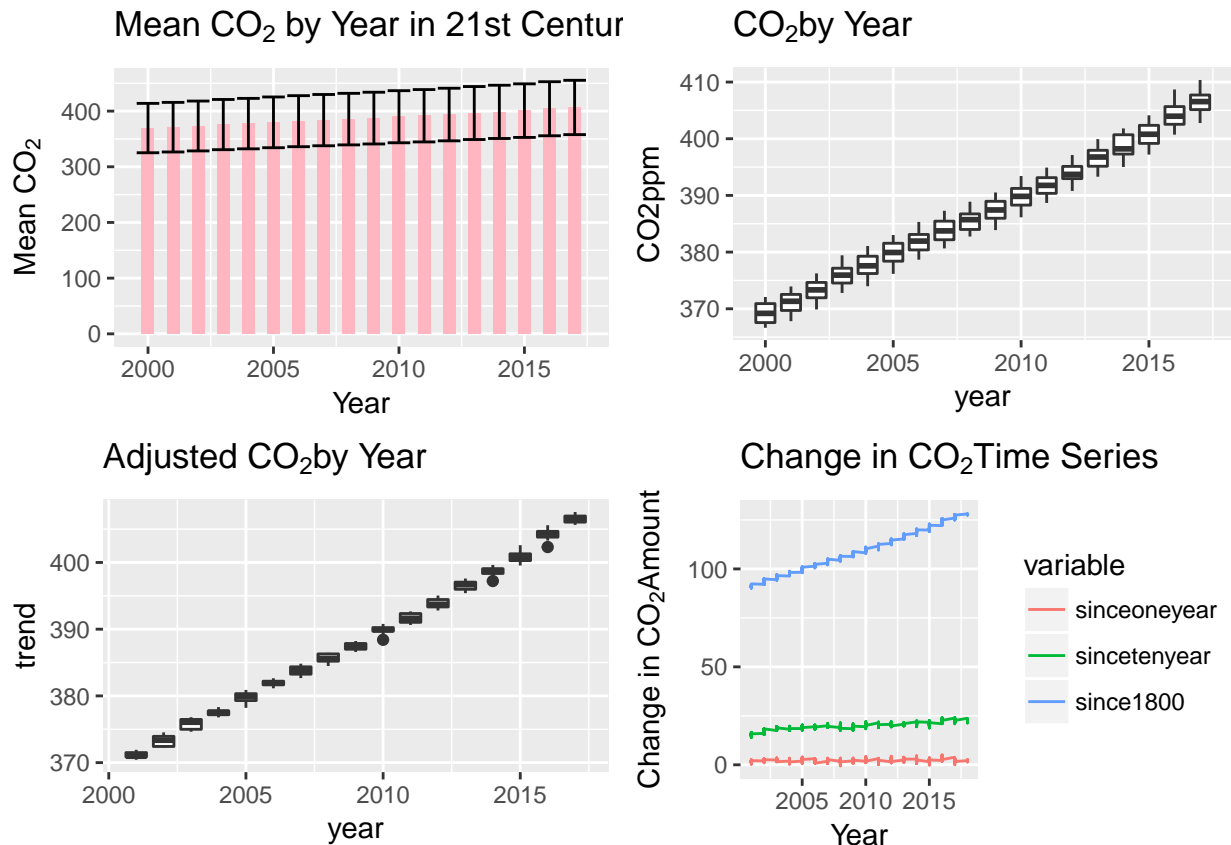 Mean CO₂ by Year in 21st Centur
Mean CO₂
400
300
200
100
0
2000 2005 2010 2015
Year
CO₂by Year
CO2ppm
410
400
390
380
370
2000 2005 2010 2015
year
Adjusted CO₂by Year
trend
400
390
380
370
2000 2005 2010 2015
year
Change in CO₂Time Series
Change in CO₂Amount
100
50
0
2005 2010 2015
Year
variable
sinceoneyear
sincetenyear
since1800